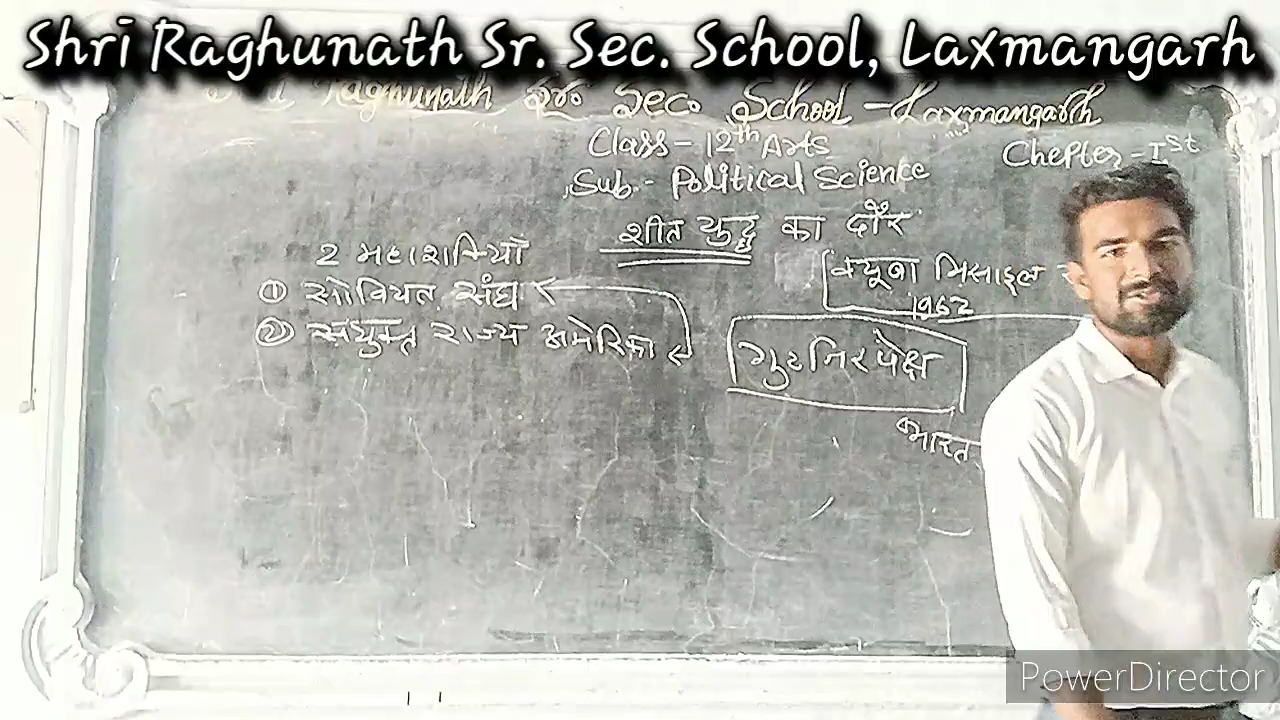 Shri Raghunath Sr. Sec. School, Laxmangarh
Raghunath Sr. Sec. School - Laxmangarh
Class - 12th Arts
Chepter - Ist
Sub. - Political Science
शीत युद्ध का दौर
2 महाशक्तियाँ
① सोवियत संघ
② संयुक्त राज्य अमेरिका
क्यूबा मिसाइल
1962
गुटनिरपेक्ष
भारत
PowerDirector